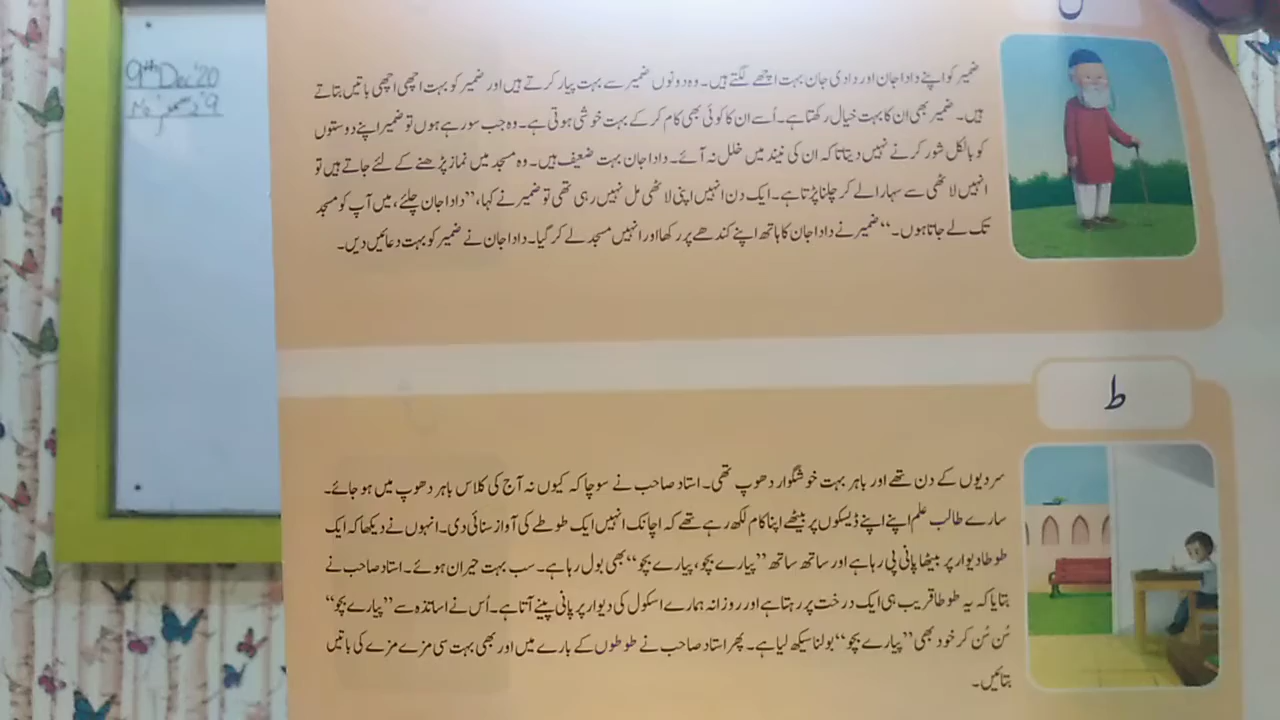 9th Dec'20
ضمیر کو اپنے دادا جان اور دادی جان بہت اچھے لگتے ہیں۔ وہ دونوں ضمیر سے بہت پیار کرتے ہیں اور ضمیر کو بہت اچھی اچھی باتیں بتاتے
ہیں۔ ضمیر بھی ان کا بہت خیال رکھتا ہے۔ اُسے ان کا کوئی بھی کام کر کے بہت خوشی ہوتی ہے۔ وہ جب سو رہے ہوں تو ضمیر اپنے دوستوں
کو بالکل شور کرنے نہیں دیتا تاکہ ان کی نیند میں خلل نہ آئے۔ دادا جان بہت ضعیف ہیں۔ وہ مسجد میں نماز پڑھنے کے لئے جاتے ہیں تو
انہیں لاٹھی سے سہارا لے کر چلنا پڑتا ہے۔ ایک دن انہیں اپنی لاٹھی مل نہیں رہی تھی تو ضمیر نے کہا، ”دادا جان چلئے، میں آپ کو مسجد
تک لے جاتا ہوں۔“ ضمیر نے دادا جان کا ہاتھ اپنے کندھے پر رکھا اور انہیں مسجد لے کر گیا۔ دادا جان نے ضمیر کو بہت دعائیں دیں۔
ط
سردیوں کے دن تھے اور باہر بہت خوشگوار دھوپ تھی۔ استاد صاحب نے سوچا کہ کیوں نہ آج کی کلاس باہر دھوپ میں ہو جائے۔
سارے طالب علم اپنے اپنے ڈیسکوں پر بیٹھے اپنا کام لکھ رہے تھے کہ اچانک انہیں ایک طوطے کی آواز سنائی دی۔ انہوں نے دیکھا کہ ایک
طوطا دیوار پر بیٹھا پانی پی رہا ہے اور ساتھ ساتھ ”پیارے بچو، پیارے بچو“ بھی بول رہا ہے۔ سب بہت حیران ہوئے۔ استاد صاحب نے
بتایا کہ یہ طوطا قریب ہی ایک درخت پر رہتا ہے اور روزانہ ہمارے اسکول کی دیوار پر پانی پینے آتا ہے۔ اُس نے اساتذہ سے ”پیارے بچو“
سُن سُن کر خود بھی ”پیارے بچو“ بولنا سیکھ لیا ہے۔ پھر استاد صاحب نے طوطوں کے بارے میں اور بھی بہت سی مزے مزے کی باتیں
بتائیں۔